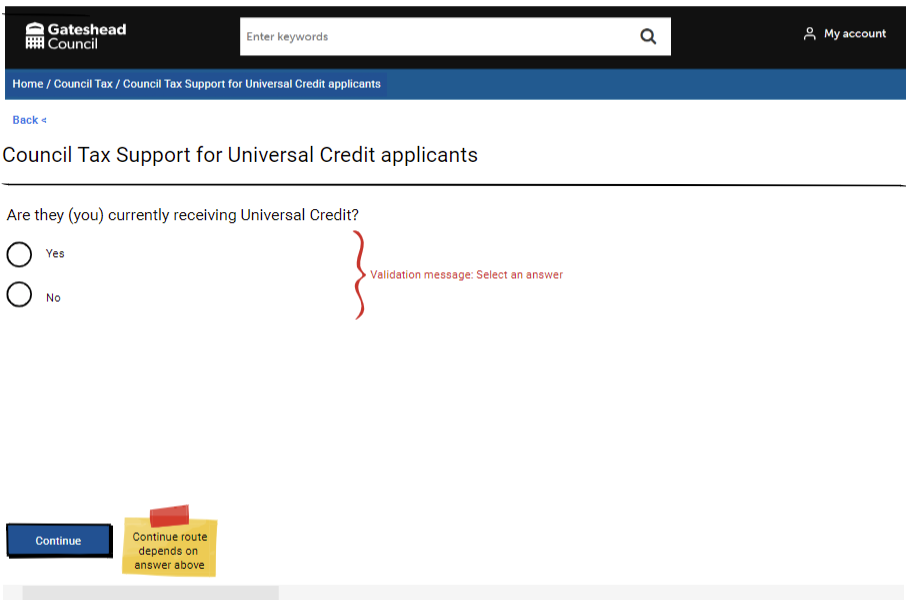 Gateshead
Council
Enter keywords
My account
Home / Council Tax / Council Tax Support for Universal Credit applicants
Back <
Council Tax Support for Universal Credit applicants
Are they (you) currently receiving Universal Credit?
Yes
Validation message: Select an answer
No
Continue
Continue route
depends on
answer above